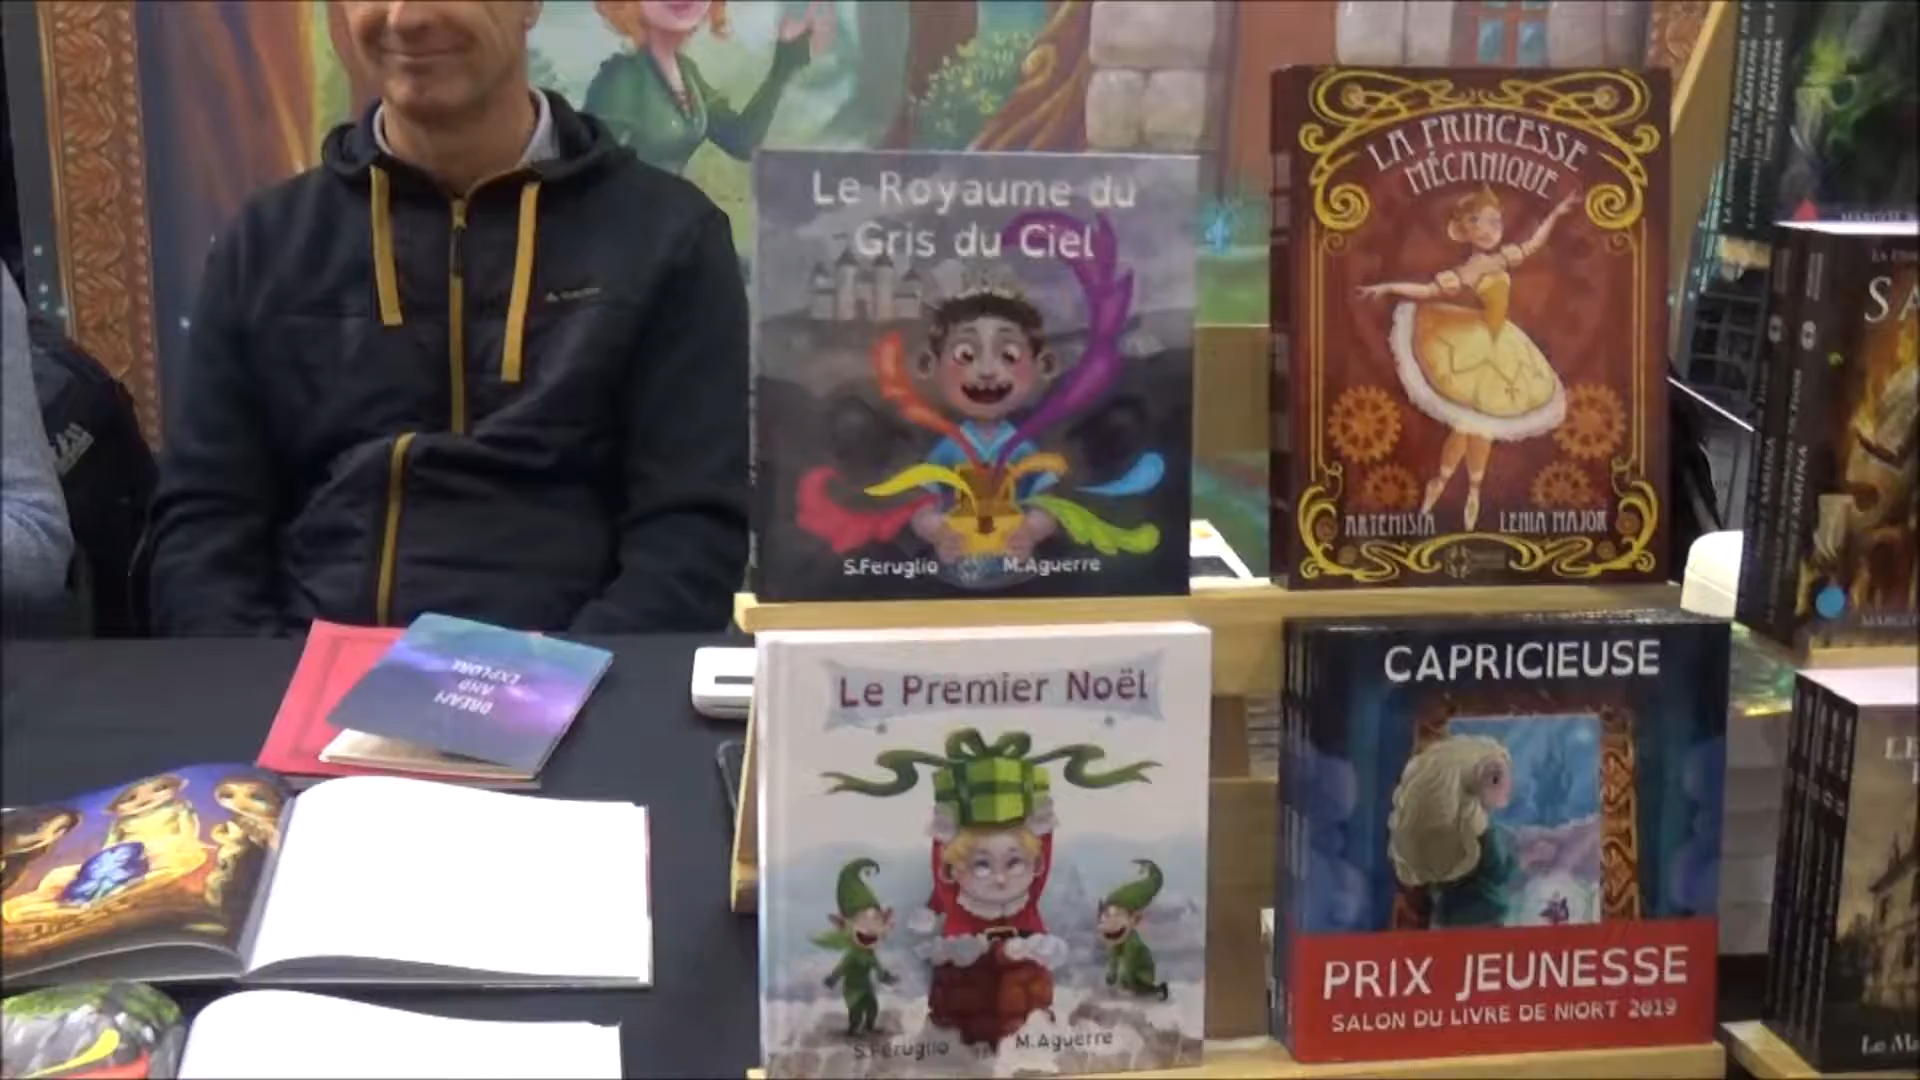 Le Royaume du
Gris du Ciel
S.Feruglio
M.Aguerre
LA PRINCESSE
MÉCANIQUE
ARTEMISIA
LENIA MAJOR
DREAM
AND
EXPLORE
Le Premier Noël
S.Feruglio
M.Aguerre
CAPRICIEUSE
PRIX JEUNESSE
SALON DU LIVRE DE NIORT 2019